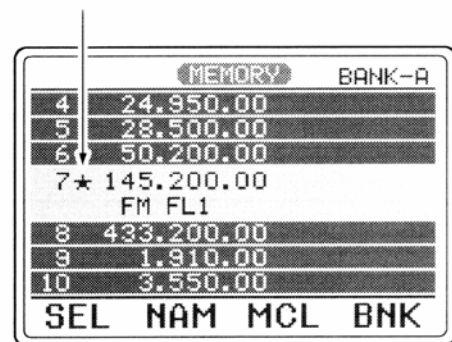 MEMORY BANK-A
4 24.950.00
5 28.500.00
6 50.200.00
7★ 145.200.00
FM FL1
8 433.200.00
9 1.910.00
10 3.550.00
SEL NAM MCL BNK